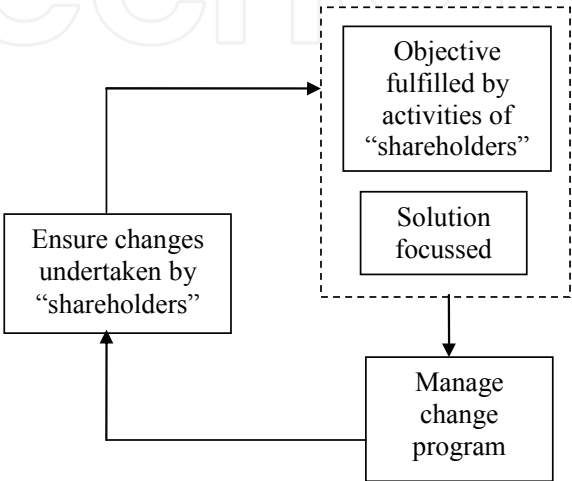 Objective
fulfilled by
activities of
“shareholders”
Solution
focussed
Ensure changes
undertaken by
“shareholders”
Manage
change
program